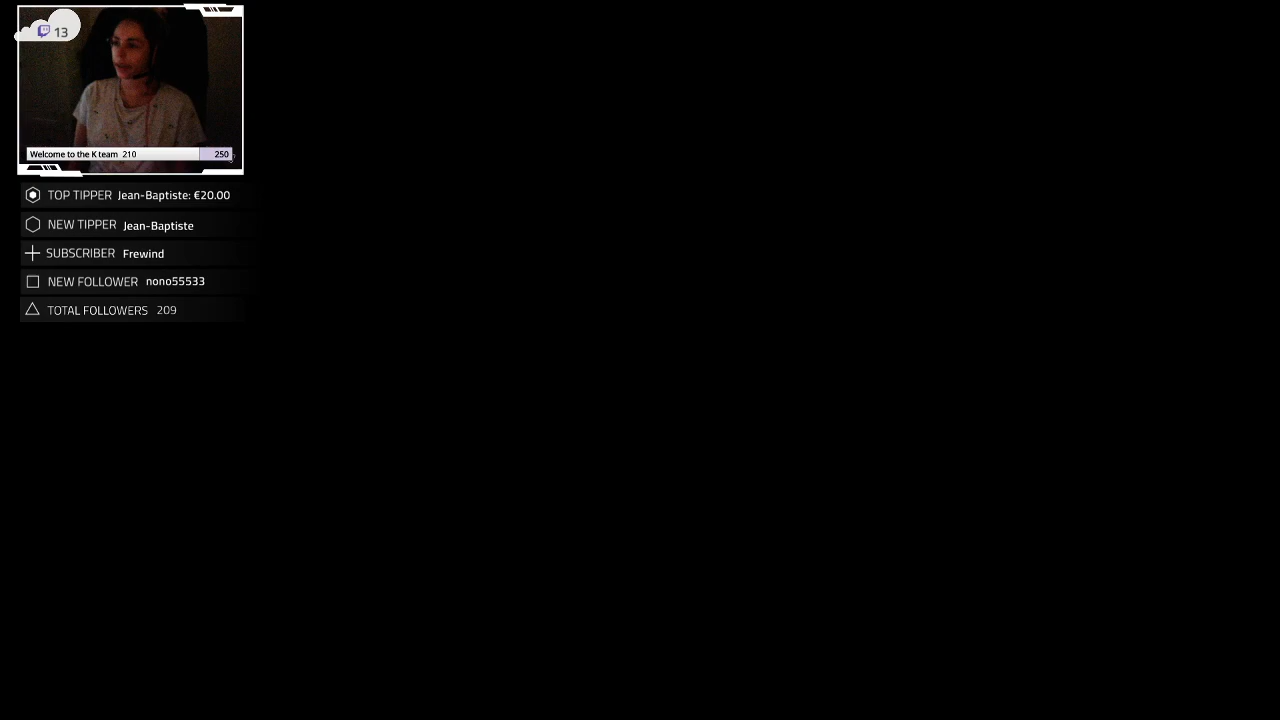 13
Welcome to the K team 210 250
TOP TIPPER Jean-Baptiste: €20.00
NEW TIPPER Jean-Baptiste
SUBSCRIBER Frewind
NEW FOLLOWER nono55533
TOTAL FOLLOWERS 209